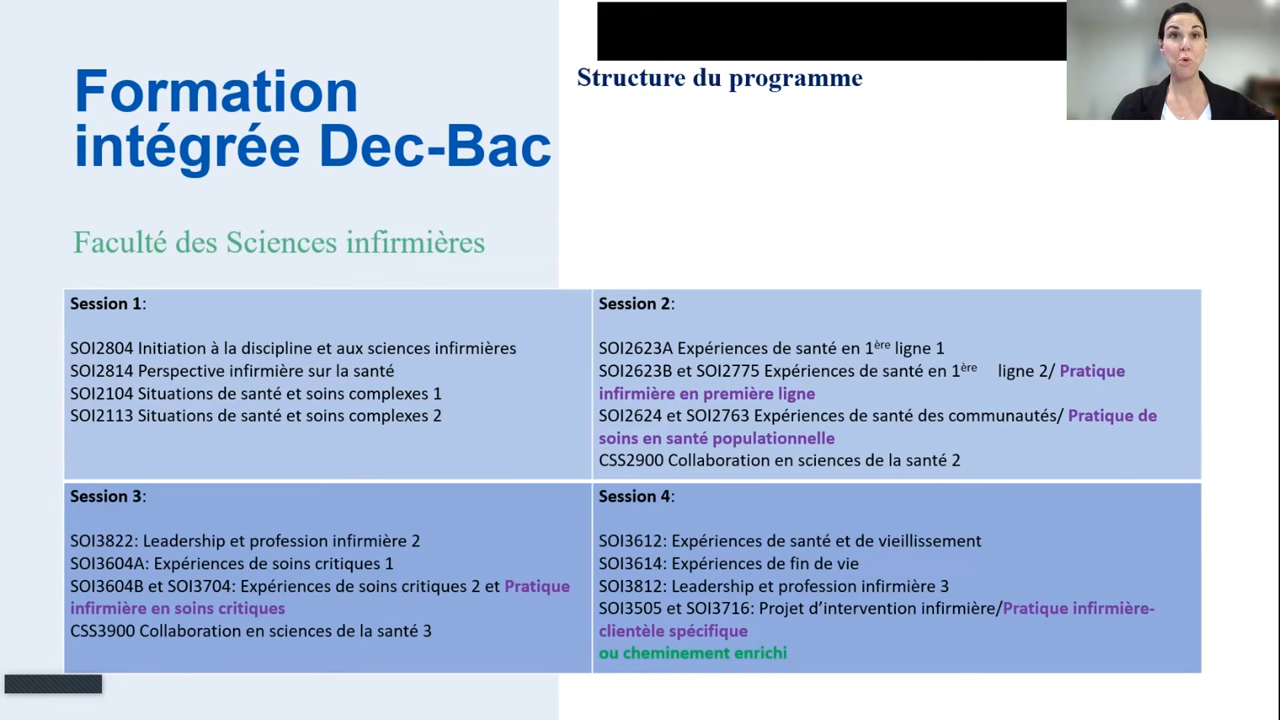 Formation
intégrée Dec-Bac
Faculté des Sciences infirmières
Structure du programme
Session 1:
SOI2804 Initiation à la discipline et aux sciences infirmières
SOI2814 Perspective infirmière sur la santé
SOI2104 Situations de santé et soins complexes 1
SOI2113 Situations de santé et soins complexes 2
Session 2:
SOI2623A Expériences de santé en 1ère ligne 1
SOI2623B et SOI2775 Expériences de santé en 1ère ligne 2/ Pratique
infirmière en première ligne
SOI2624 et SOI2763 Expériences de santé des communautés/ Pratique de
soins en santé populationnelle
CSS2900 Collaboration en sciences de la santé 2
Session 3:
SOI3822: Leadership et profession infirmière 2
SOI3604A: Expériences de soins critiques 1
SOI3604B et SOI3704: Expériences de soins critiques 2 et Pratique
infirmière en soins critiques
CSS3900 Collaboration en sciences de la santé 3
Session 4:
SOI3612: Expériences de santé et de vieillissement
SOI3614: Expériences de fin de vie
SOI3812: Leadership et profession infirmière 3
SOI3505 et SOI3716: Projet d’intervention infirmière/Pratique infirmière-
clientèle spécifique
ou cheminement enrichi